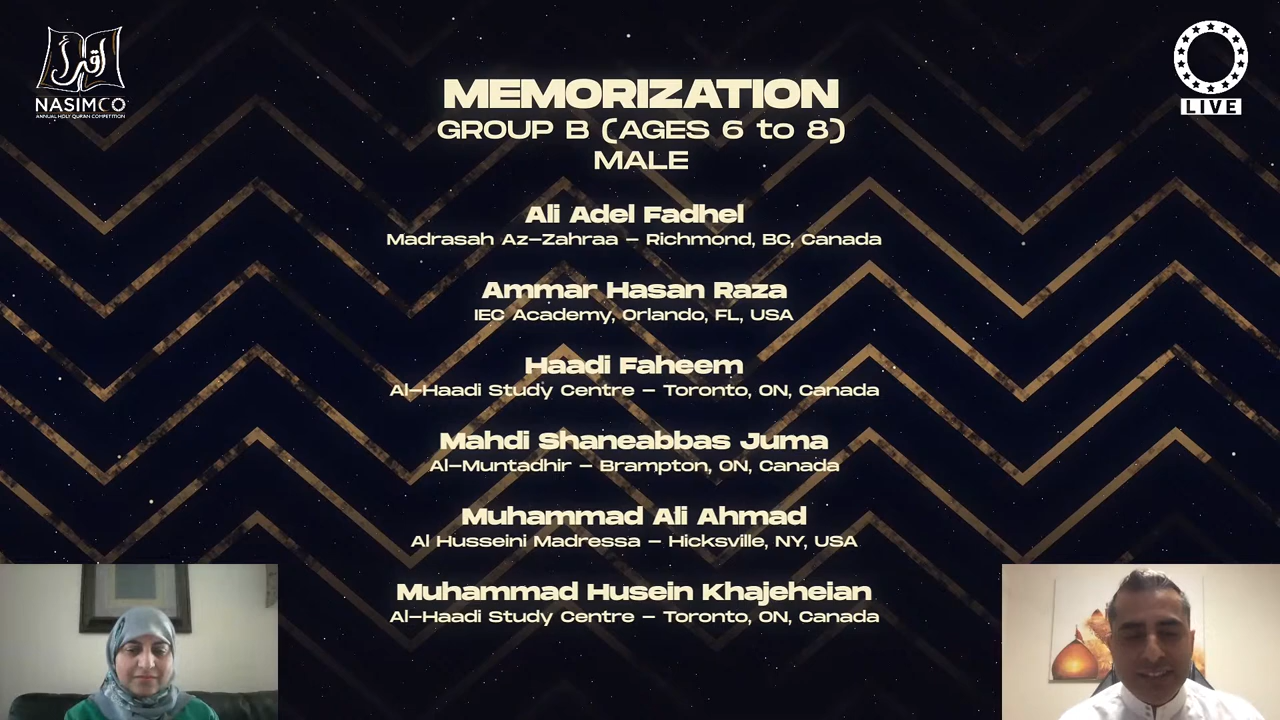 اقرأ
NASIMCO
ANNUAL HOLY QURAN COMPETITION
LIVE
MEMORIZATION
GROUP B (AGES 6 to 8)
MALE
Ali Adel Fadhel
Madrasah Az-Zahraa - Richmond, BC, Canada
Ammar Hasan Raza
IEC Academy, Orlando, FL, USA
Haadi Faheem
Al-Haadi Study Centre - Toronto, ON, Canada
Mahdi Shaneabbas Juma
Al-Muntadhir - Brampton, ON, Canada
Muhammad Ali Ahmad
Al Husseini Madressa - Hicksville, NY, USA
Muhammad Husein Khajeheian
Al-Haadi Study Centre - Toronto, ON, Canada